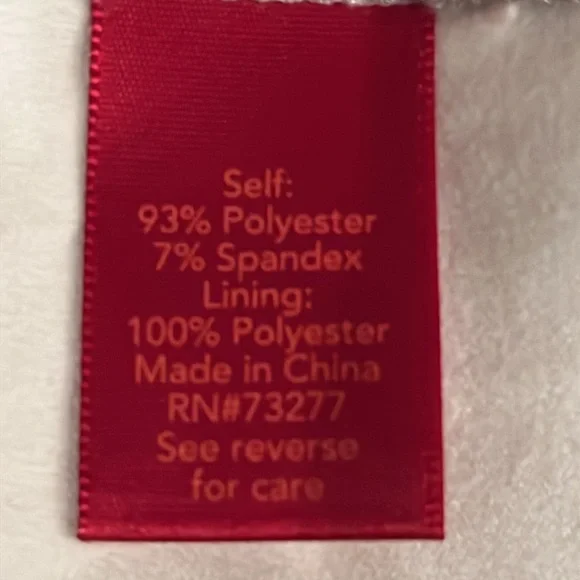 Self:
93% Polyester
7% Spandex
Lining:
100% Polyester
Made in China
RN#73277
See reverse
for care